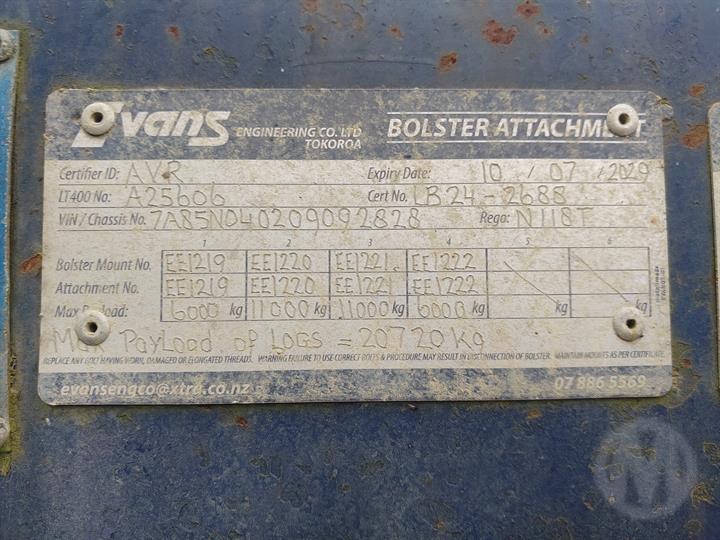 Evans ENGINEERING CO. LTD TOKOROA BOLSTER ATTACHMENT
Certifier ID: AVR Expiry Date: 10 / 07 / 2029
LT400 No: A25606 Cert No. LB24-2688
VIN / Chassis No. 7A85N040209092828 Rego: N118T
1 2 3 4 5 6
Bolster Mount No. EE1219 EE1220 EE1221 EE1222
Attachment No. EE1219 EE1220 EE1221 EE1222
Max Payload: 6000 kg 11000 kg 11000 kg 6000 kg kg kg
Max PAYLOAD OF LOGS = 20720 Kg
REPLACE ANY BOLT HAVING WORN, DAMAGED OR ELONGATED THREADS. WARNING FAILURE TO USE CORRECT BOLTS & PROCEDURE MAY RESULT IN DISCONNECTION OF BOLSTER. MAINTAIN MOUNTS AS PER CERTIFICATE.
evansengco@xtra.co.nz 07 886 5569